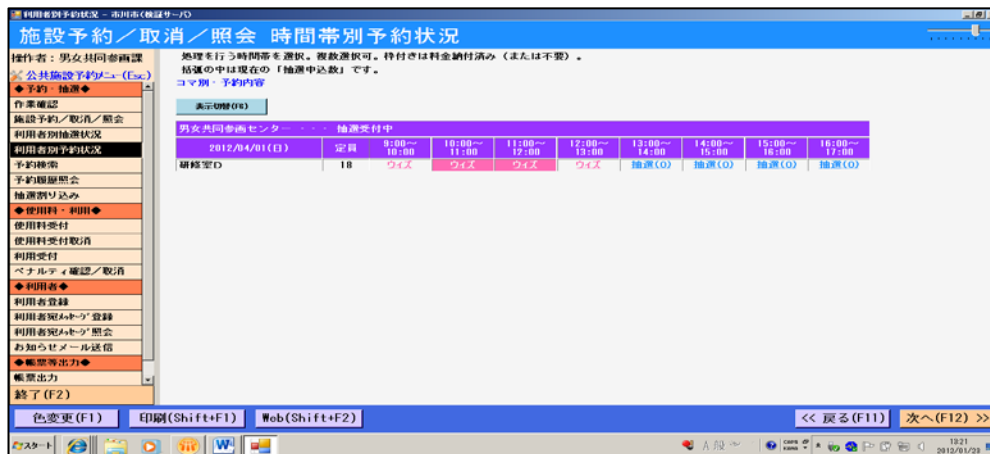 利用者別予約状況 - 市川市(検証サーバ)
施設予約／取消／照会 時間帯別予約状況
操作者：男女共同参画課
公共施設予約メニュー(Esc)
◆予約・抽選◆
作業確認
施設予約／取消／照会
利用者別抽選状況
利用者別予約状況
予約検索
予約履歴照会
抽選割り込み
◆使用料・利用◆
使用料受付
使用料受付取消
利用受付
ペナルティ確認／取消
◆利用者◆
利用者登録
利用者宛メッセージ登録
利用者宛メッセージ照会
お知らせメール送信
◆帳票等出力◆
帳票出力
終了(F2)
処理を行う時間帯を選択。複数選択可。枠付きは料金納付済み（または不要）。
括弧の中は現在の「抽選申込数」です。
コマ別・予約内容
表示切替(F8)
男女共同参画センター ・・・ 抽選受付中
2012/04/01(日) 定員 9:00～10:00 10:00～11:00 11:00～12:00 12:00～13:00 13:00～14:00 14:00～15:00 15:00～16:00 16:00～17:00
研修室D 18 ウィズ ウィズ ウィズ ウィズ 抽選(0) 抽選(0) 抽選(0) 抽選(0)
色変更(F1) 印刷(Shift+F1) Web(Shift+F2) << 戻る(F11) 次へ(F12) >>
スタート A 般 CAPS KANA 13:21
2012/01/23